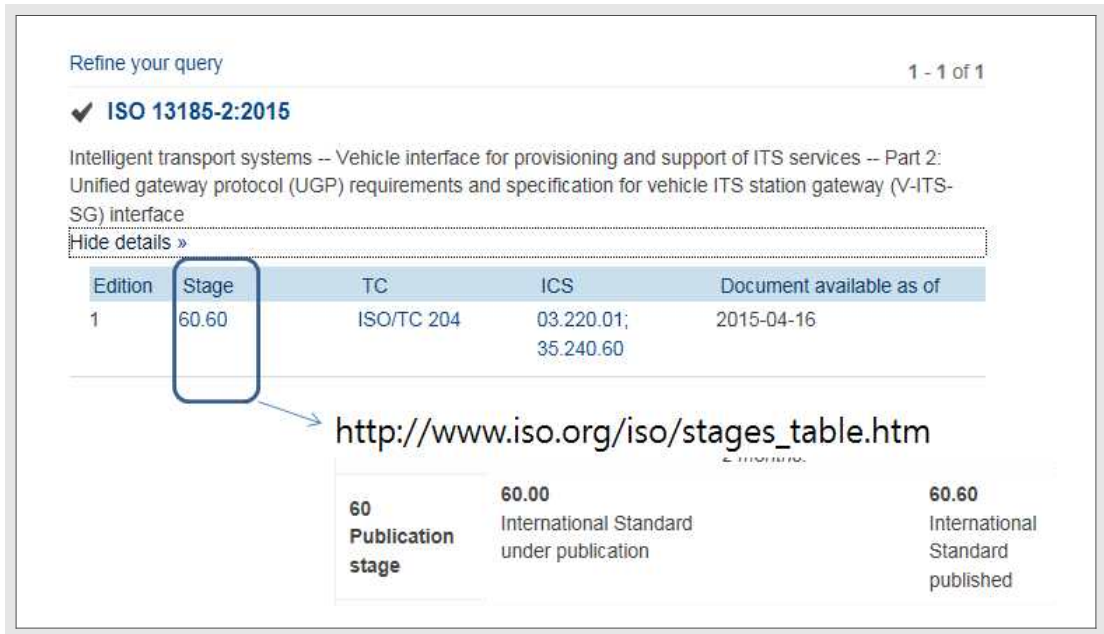 Refine your query
1 - 1 of 1
✔ ISO 13185-2:2015
Intelligent transport systems -- Vehicle interface for provisioning and support of ITS services -- Part 2:
Unified gateway protocol (UGP) requirements and specification for vehicle ITS station gateway (V-ITS-
SG) interface
Hide details »
Edition Stage TC ICS Document available as of
1 60.60 ISO/TC 204 03.220.01; 2015-04-16
35.240.60
http://www.iso.org/iso/stages_table.htm
60
Publication
stage
60.00
International Standard
under publication
60.60
International
Standard
published